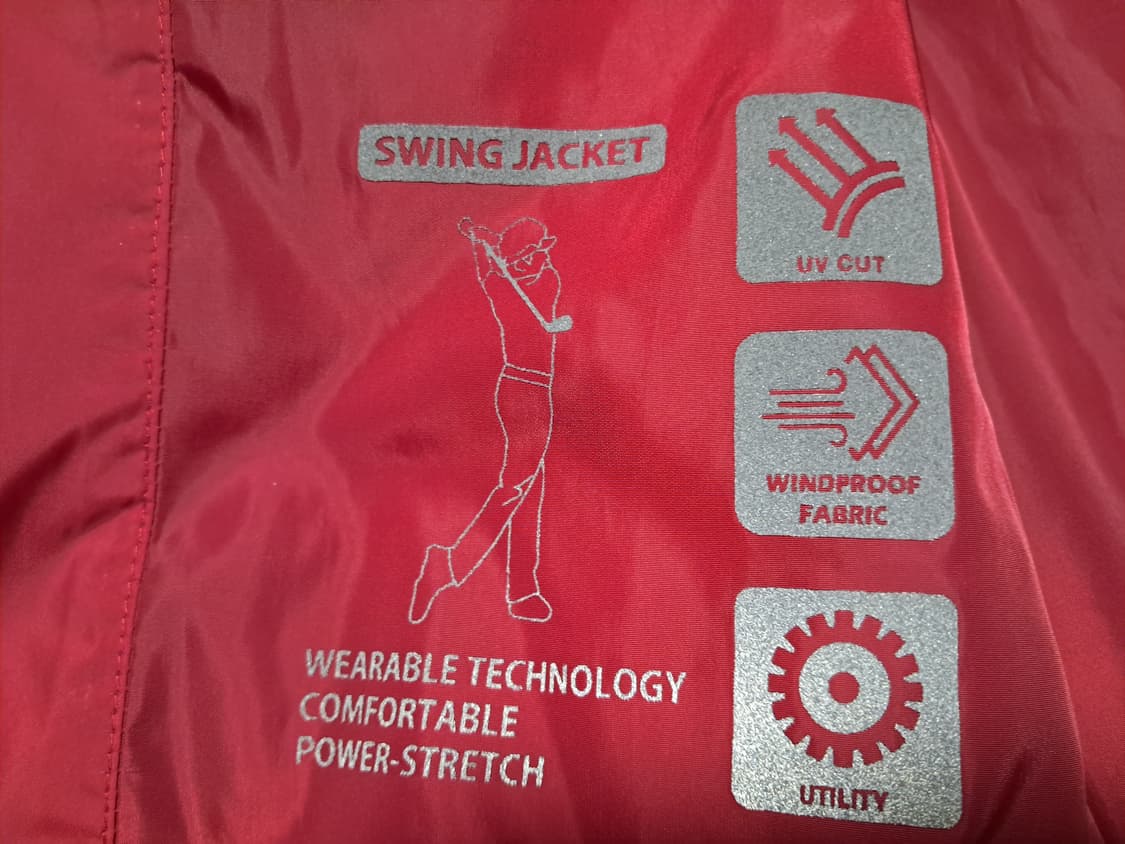 SWING JACKET
WEARABLE TECHNOLOGY
COMFORTABLE
POWER-STRETCH
UV CUT
WINDPROOF
FABRIC
UTILITY